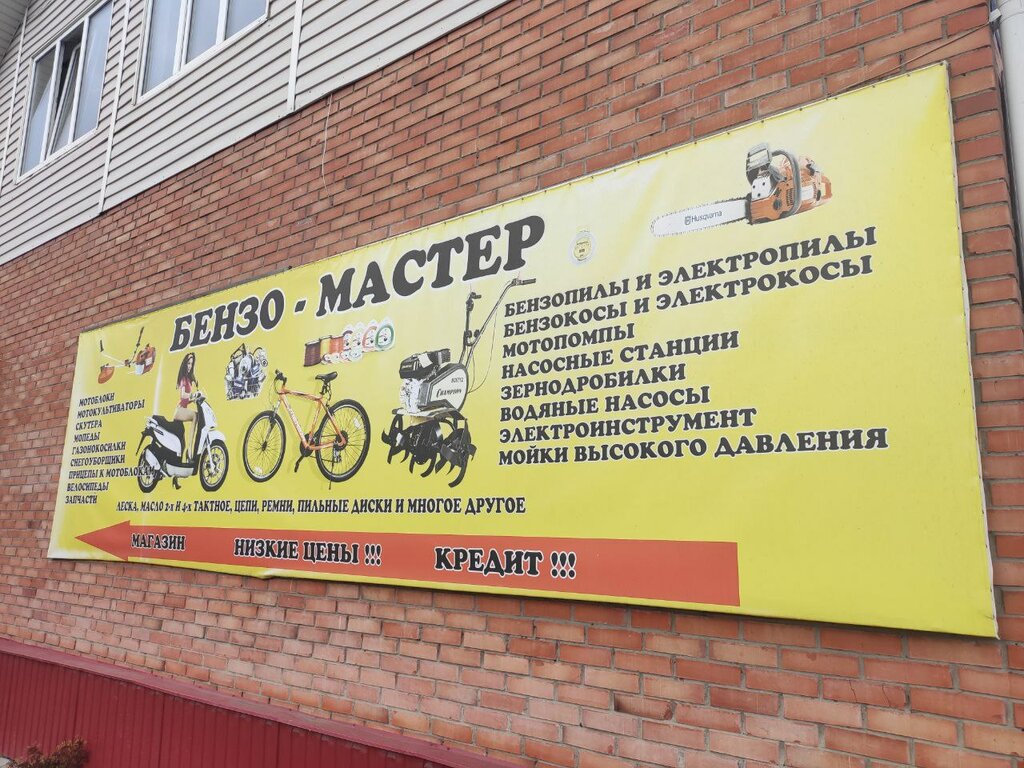 БЕНЗО - МАСТЕР
Husqvarna
МОТОБЛОКИ
МОТОКУЛЬТИВАТОРЫ
СКУТЕРА
МОПЕДЫ
ГАЗОНОКОСИЛКИ
СНЕГОУБОРЩИКИ
ПРИЦЕПЫ К МОТОБЛОКАМ
ВЕЛОСИПЕДЫ
ЗАПЧАСТИ
Champion
БЕНЗОПИЛЫ И ЭЛЕКТРОПИЛЫ
БЕНЗОКОСЫ И ЭЛЕКТРОКОСЫ
МОТОПОМПЫ
НАСОСНЫЕ СТАНЦИИ
ЗЕРНОДРОБИЛКИ
ВОДЯНЫЕ НАСОСЫ
ЭЛЕКТРОИНСТРУМЕНТ
МОЙКИ ВЫСОКОГО ДАВЛЕНИЯ
ЛЕСКА, МАСЛО 2-х И 4-х ТАКТНОЕ, ЦЕПИ, РЕМНИ, ПИЛЬНЫЕ ДИСКИ И МНОГОЕ ДРУГОЕ
МАГАЗИН НИЗКИЕ ЦЕНЫ !!! КРЕДИТ !!!